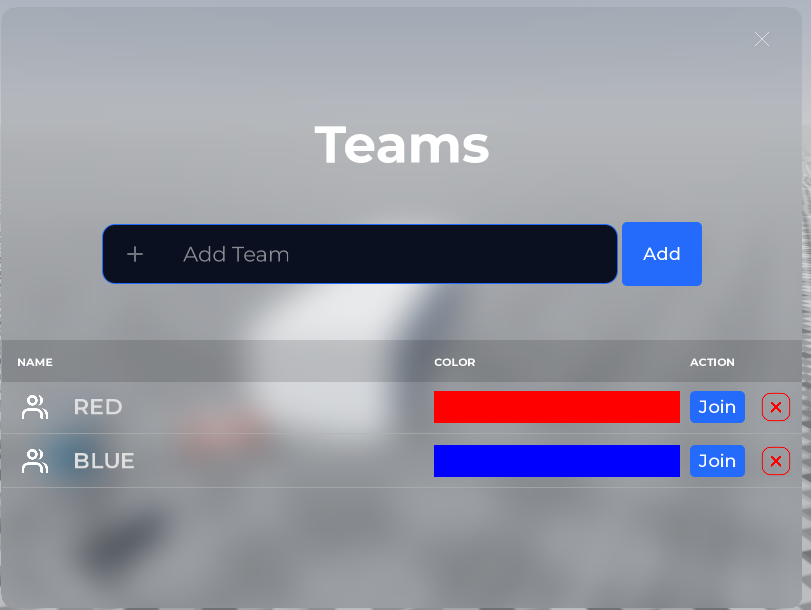 Teams
Add Team
Add
NAME COLOR ACTION
RED Join
BLUE Join